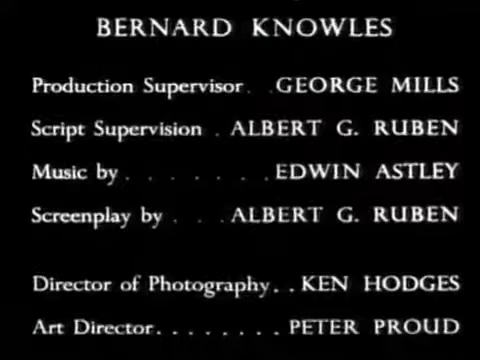 BERNARD KNOWLES
Production Supervisor . . GEORGE MILLS
Script Supervision . ALBERT G. RUBEN
Music by . . . . . . . EDWIN ASTLEY
Screenplay by . . . ALBERT G. RUBEN
Director of Photography. . KEN HODGES
Art Director. . . . . . . . PETER PROUD